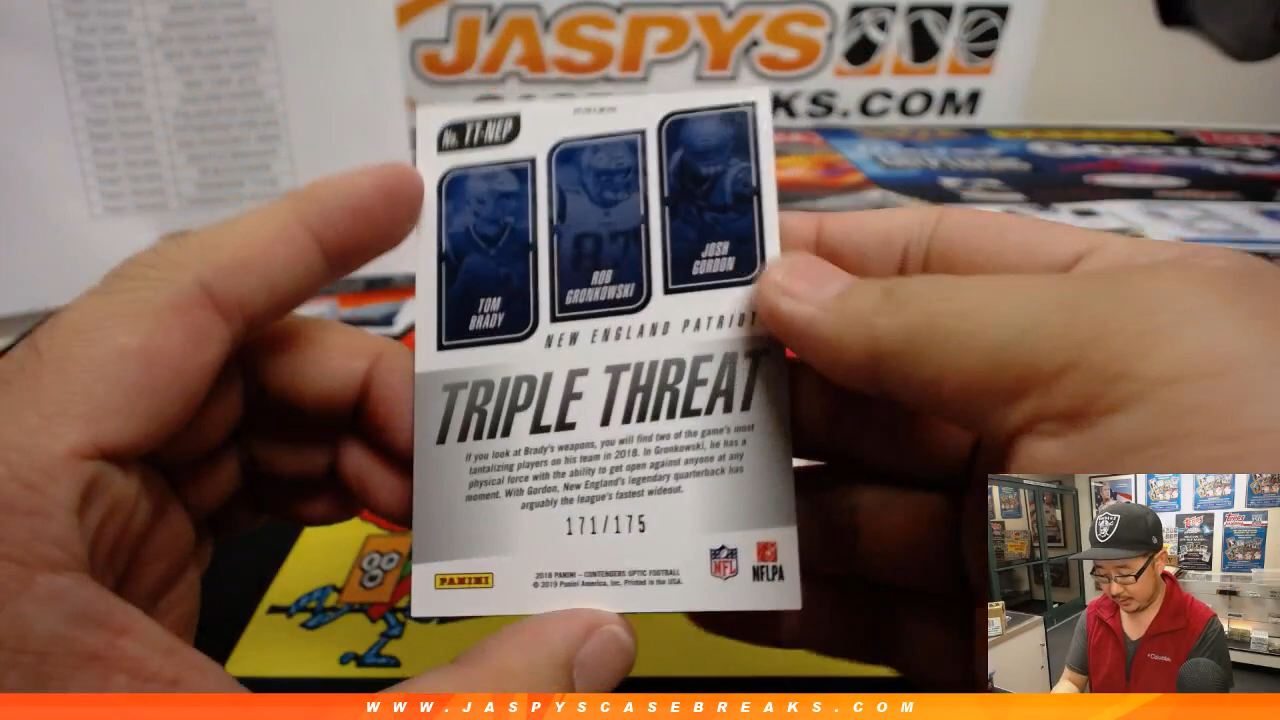 JASPYS
KS.COM
No. TT-NEP
TOM BRADY
ROB GRONKOWSKI
JOSH GORDON
NEW ENGLAND PATRIOT
TRIPLE THREAT
If you look at Brady's weapons, you will find two of the game's most
tantalizing players on his team in 2018. In Gronkowski, he has a
physical force with the ability to get open against anyone at any
moment. With Gordon, New England's legendary quarterback has
arguably the league's fastest wideout.
171/175
PANINI
2018 PANINI – CONTENDERS OPTIC FOOTBALL
© 2019 Panini America, Inc. Printed in the USA.
NFL
NFLPA
Columbia
WWW.JASPYSCASEBREAKS.COM